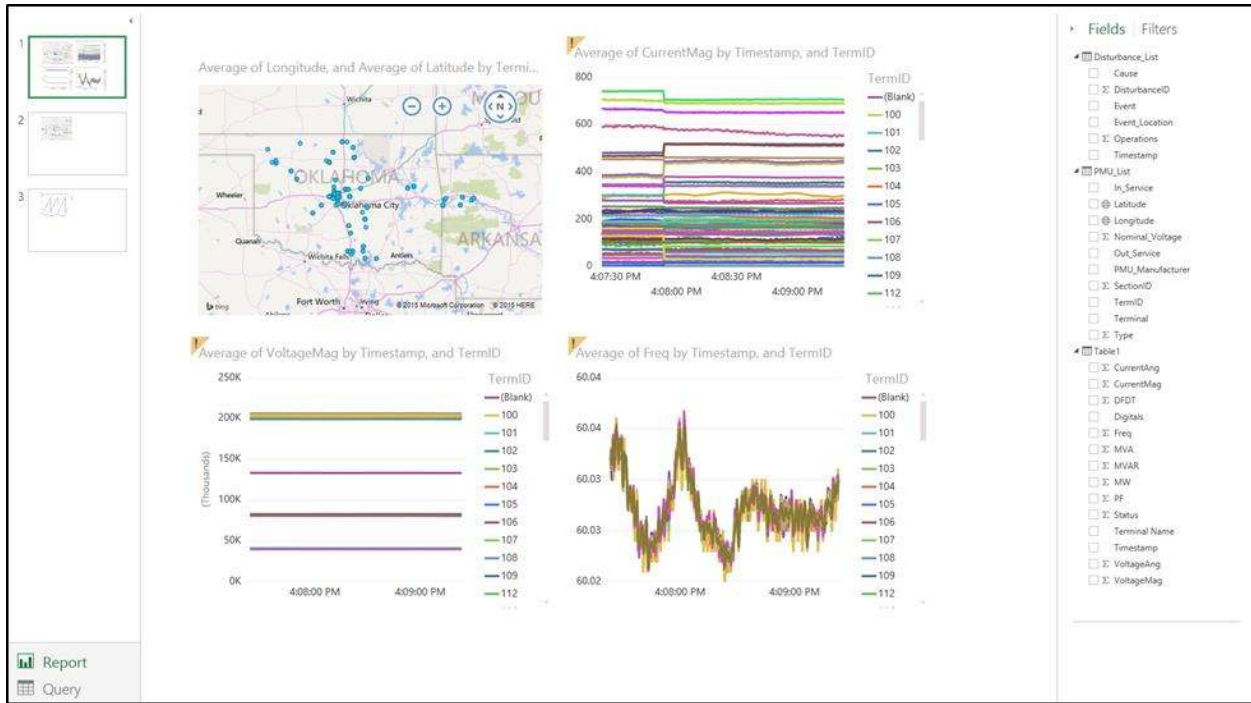 1
2
3
Report
Query
Average of Longitude, and Average of Latitude by Termi...
Wichita
N
OKLAHOMA
Wheeler
Oklahoma City
Quanah
ARKANSA
Wichita Falls
Antlers
Fort Worth
Irving
bing
© 2015 Microsoft Corporation
© 2015 HERE
!
Average of CurrentMag by Timestamp, and TermID
800
600
400
200
0
4:07:30 PM
4:08:30 PM
4:08:00 PM
4:09:00 PM
TermID
(Blank)
100
101
102
103
104
105
106
107
108
109
112
!
Average of VoltageMag by Timestamp, and TermID
(Thousands)
250K
200K
150K
100K
50K
0K
4:08:00 PM
4:09:00 PM
TermID
(Blank)
100
101
102
103
104
105
106
107
108
109
112
!
Average of Freq by Timestamp, and TermID
60.04
60.04
60.03
60.03
60.02
4:08:00 PM
4:09:00 PM
TermID
(Blank)
100
101
102
103
104
105
106
107
108
109
112
Fields Filters
Disturbance_List
Cause
Σ DisturbanceID
Event
Event_Location
Σ Operations
Timestamp
PMU_List
In_Service
Latitude
Longitude
Σ Nominal_Voltage
Out_Service
PMU_Manufacturer
Σ SectionID
TermID
Terminal
Σ Type
Table1
Σ CurrentAng
Σ CurrentMag
Σ DFDT
Digitals
Σ Freq
Σ MVA
Σ MVAR
Σ MW
Σ PF
Σ Status
Terminal Name
Timestamp
Σ VoltageAng
Σ VoltageMag